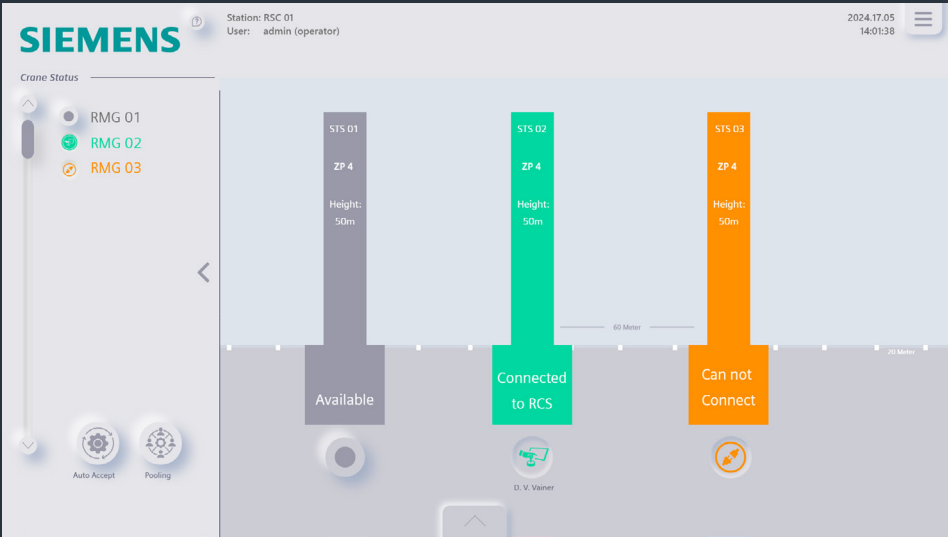 SIEMENS
?
Station: RSC 01
User: admin (operator)
2024.17.05
14:01:38
Crane Status
RMG 01
RMG 02
RMG 03
Auto Accept
Pooling
STS 01
ZP 4
Height:
50m
Available
STS 02
ZP 4
Height:
50m
Connected
to RCS
D. V. Vainer
60 Meter
STS 03
ZP 4
Height:
50m
Can not
Connect
20 Meter